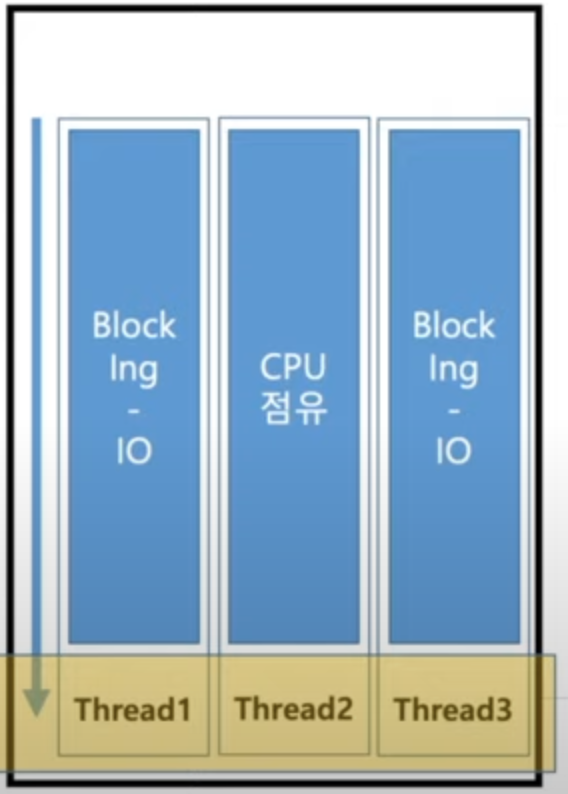 Block
Ing
-
IO
CPU
점유
Block
Ing
-
IO
Thread1
Thread2
Thread3